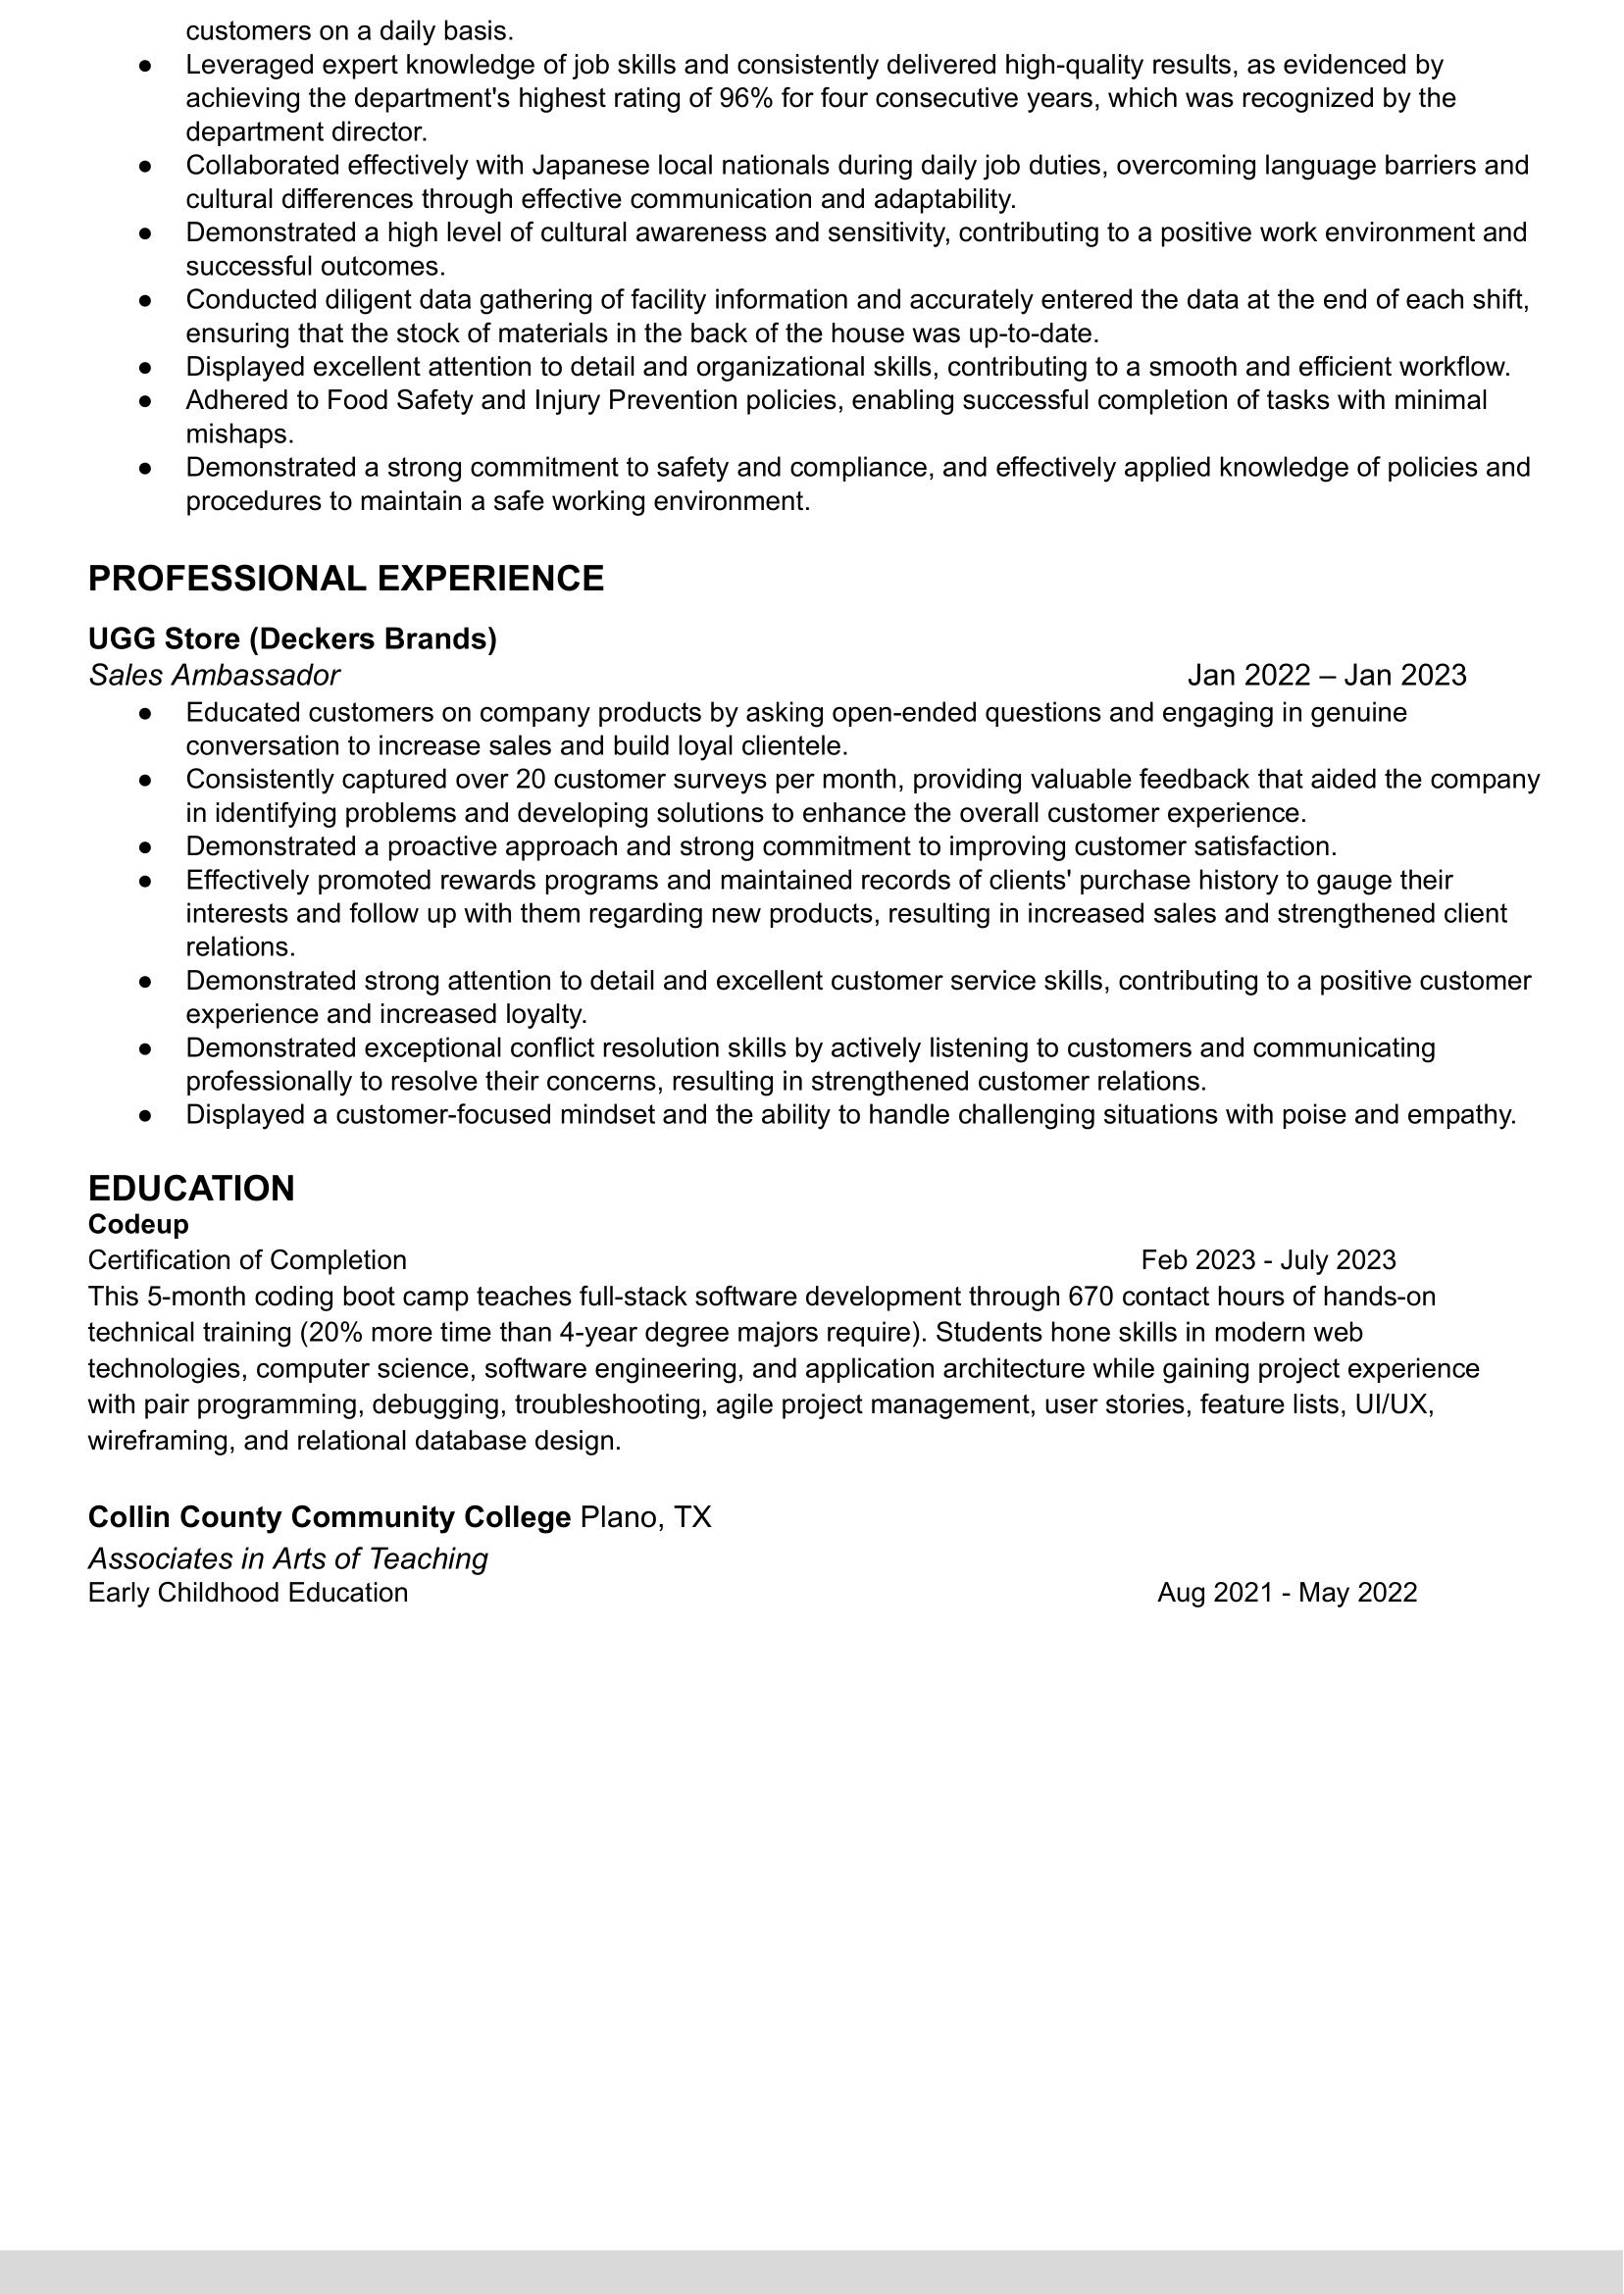 customers on a daily basis.
● Leveraged expert knowledge of job skills and consistently delivered high-quality results, as evidenced by
achieving the department's highest rating of 96% for four consecutive years, which was recognized by the
department director.
● Collaborated effectively with Japanese local nationals during daily job duties, overcoming language barriers and
cultural differences through effective communication and adaptability.
● Demonstrated a high level of cultural awareness and sensitivity, contributing to a positive work environment and
successful outcomes.
● Conducted diligent data gathering of facility information and accurately entered the data at the end of each shift,
ensuring that the stock of materials in the back of the house was up-to-date.
● Displayed excellent attention to detail and organizational skills, contributing to a smooth and efficient workflow.
● Adhered to Food Safety and Injury Prevention policies, enabling successful completion of tasks with minimal
mishaps.
● Demonstrated a strong commitment to safety and compliance, and effectively applied knowledge of policies and
procedures to maintain a safe working environment.
PROFESSIONAL EXPERIENCE
UGG Store (Deckers Brands)
Sales Ambassador Jan 2022 – Jan 2023
● Educated customers on company products by asking open-ended questions and engaging in genuine
conversation to increase sales and build loyal clientele.
● Consistently captured over 20 customer surveys per month, providing valuable feedback that aided the company
in identifying problems and developing solutions to enhance the overall customer experience.
● Demonstrated a proactive approach and strong commitment to improving customer satisfaction.
● Effectively promoted rewards programs and maintained records of clients' purchase history to gauge their
interests and follow up with them regarding new products, resulting in increased sales and strengthened client
relations.
● Demonstrated strong attention to detail and excellent customer service skills, contributing to a positive customer
experience and increased loyalty.
● Demonstrated exceptional conflict resolution skills by actively listening to customers and communicating
professionally to resolve their concerns, resulting in strengthened customer relations.
● Displayed a customer-focused mindset and the ability to handle challenging situations with poise and empathy.
EDUCATION
Codeup
Certification of Completion Feb 2023 - July 2023
This 5-month coding boot camp teaches full-stack software development through 670 contact hours of hands-on
technical training (20% more time than 4-year degree majors require). Students hone skills in modern web
technologies, computer science, software engineering, and application architecture while gaining project experience
with pair programming, debugging, troubleshooting, agile project management, user stories, feature lists, UI/UX,
wireframing, and relational database design.
Collin County Community College Plano, TX
Associates in Arts of Teaching
Early Childhood Education Aug 2021 - May 2022